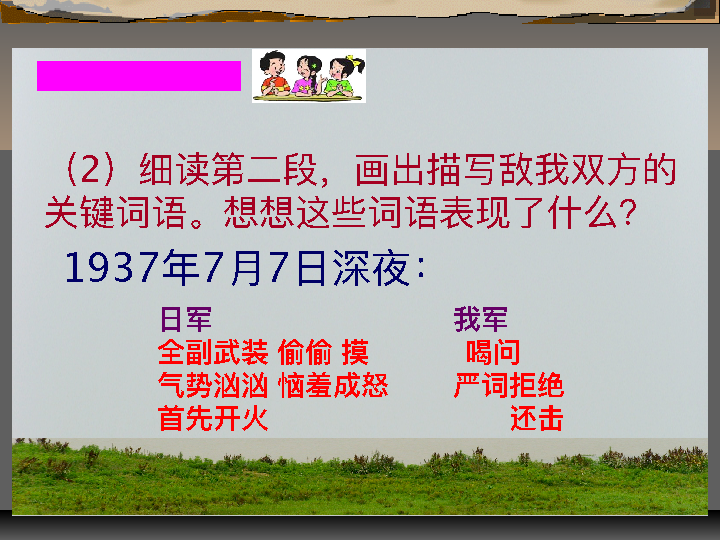 （2）细读第二段，画出描写敌我双方的
关键词语。想想这些词语表现了什么？
1937年7月7日深夜：
日军 我军
全副武装 偷偷 摸 喝问
气势汹汹 恼羞成怒 严词拒绝
首先开火 还击